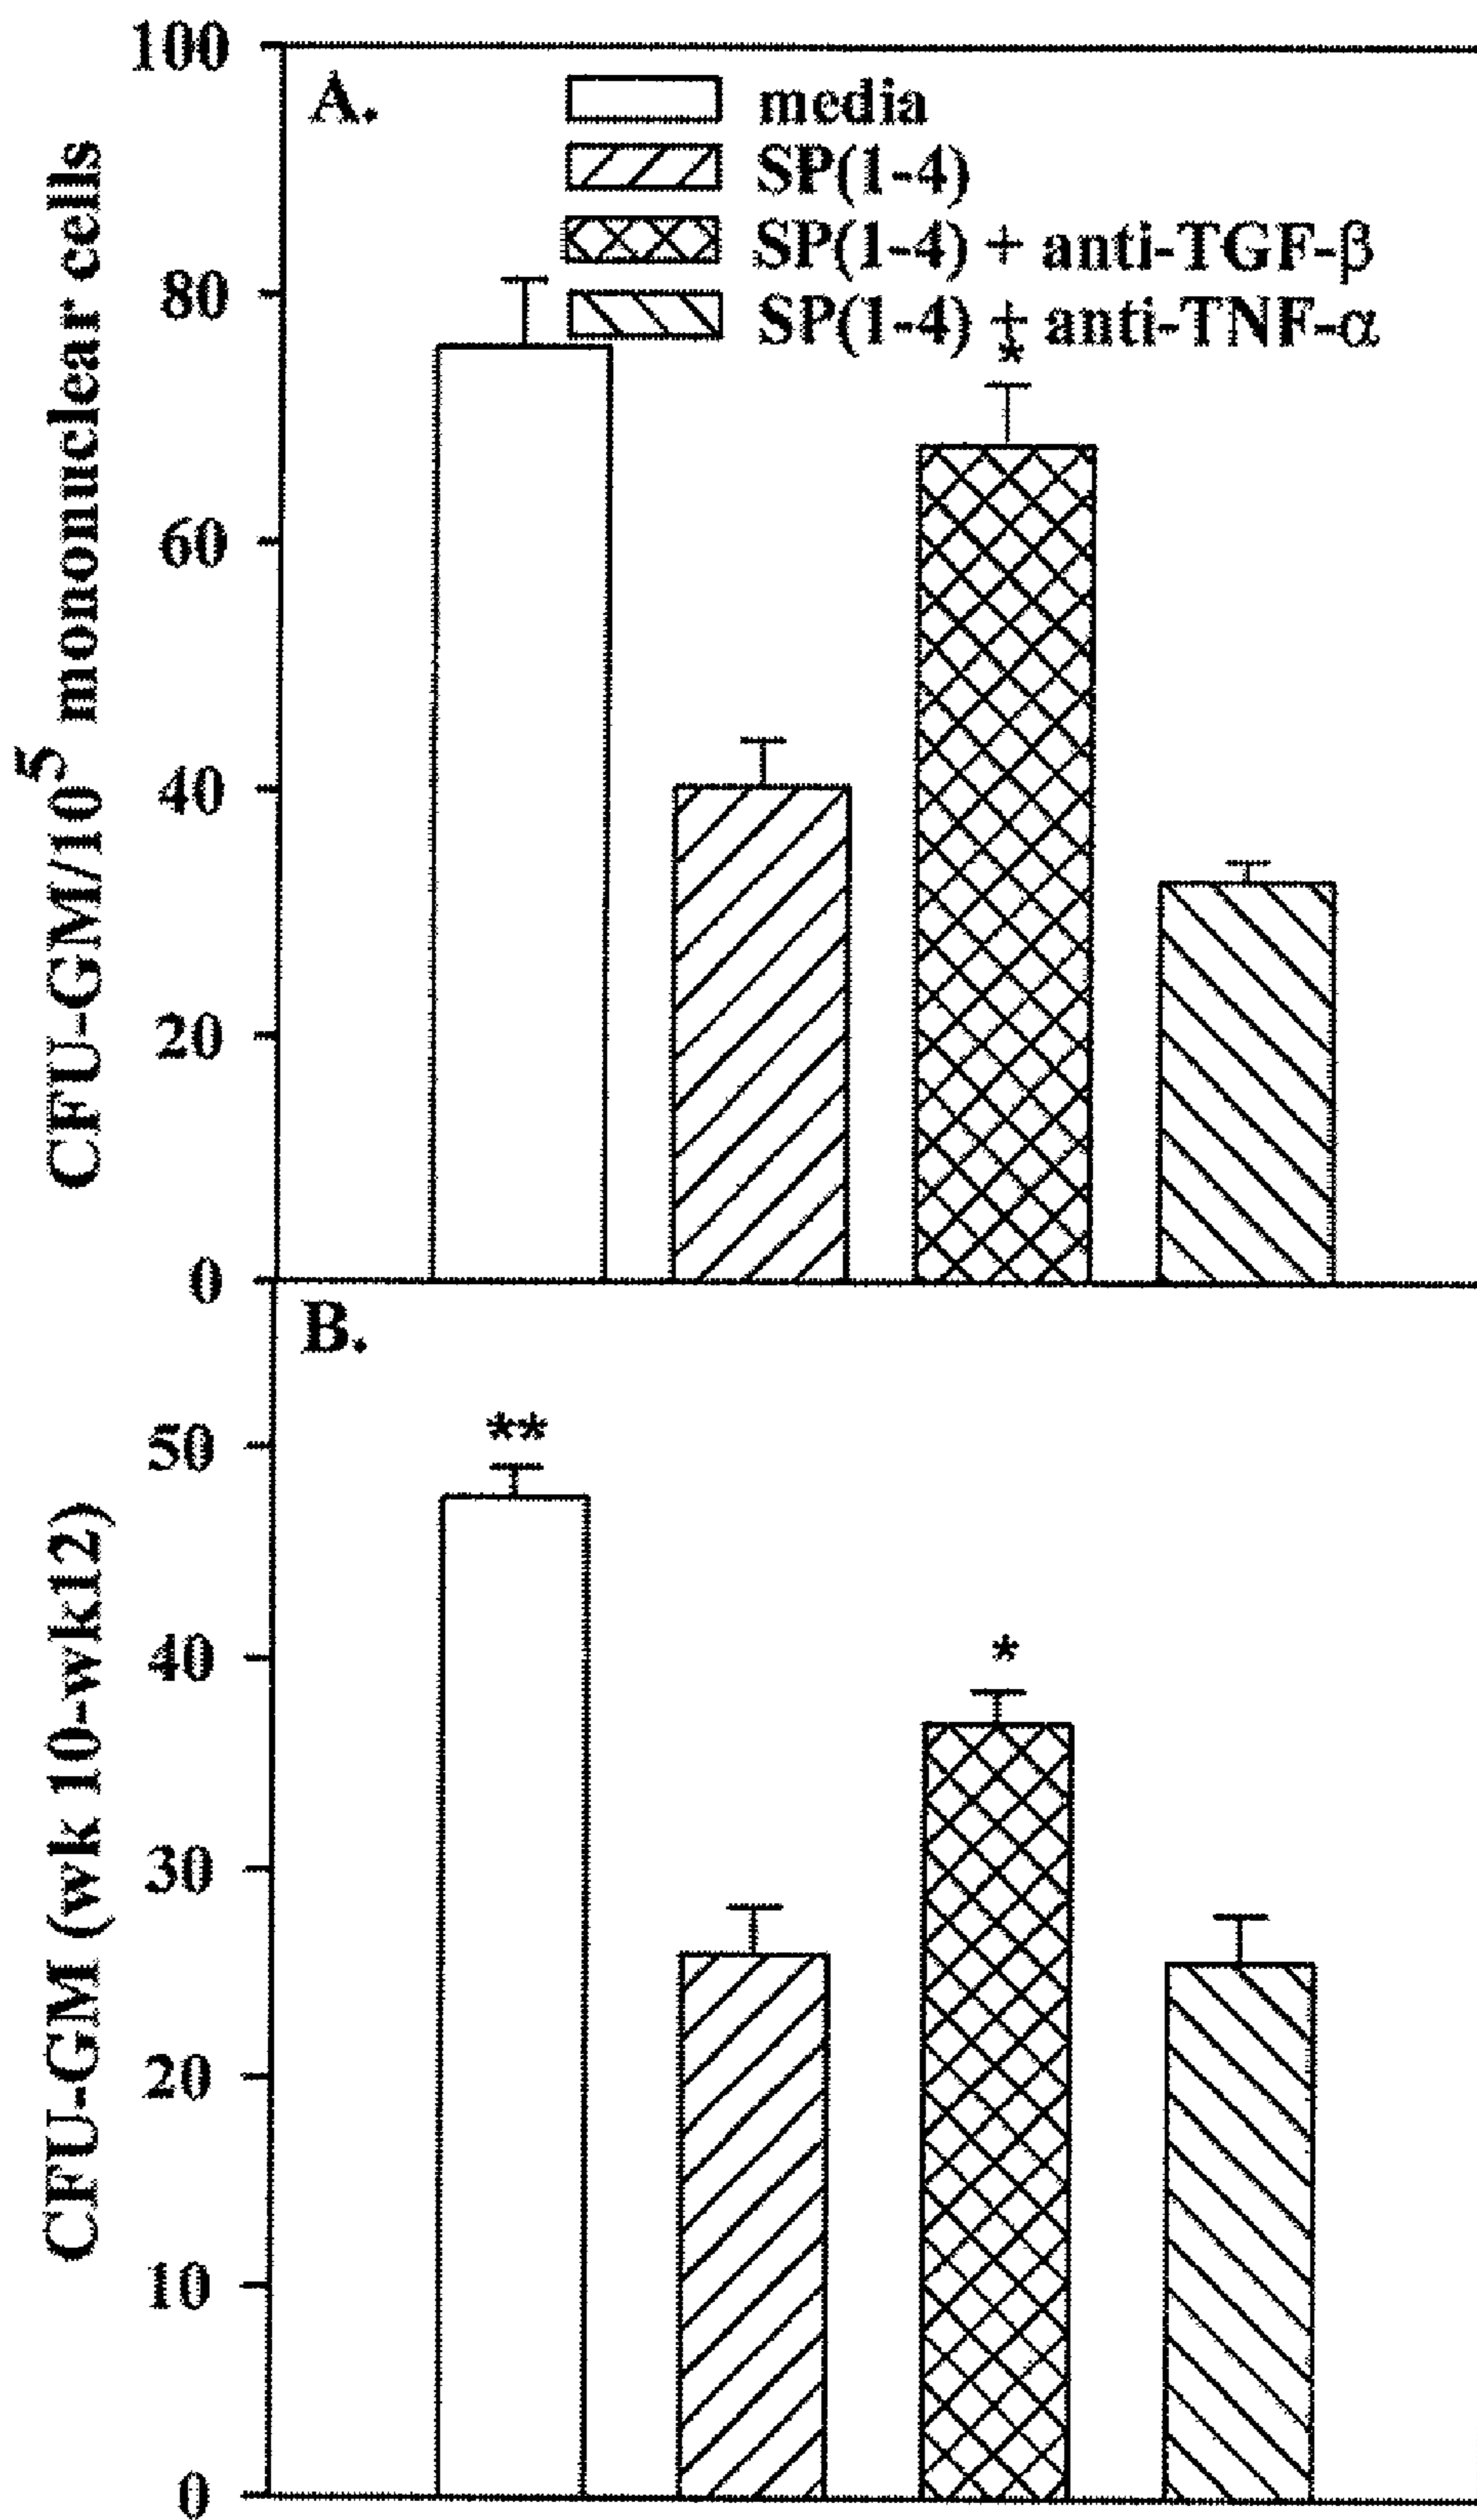 100
A.
media
SP(1-4)
SP(1-4) + anti-TGF-β
80
SP(1-4) + anti-TNF-α
*
60
40
20
0
CFU-GM/10⁵ mononuclear cells
B.
**
50
*
40
30
20
10
0
CFU-GM (wk 10-wk12)